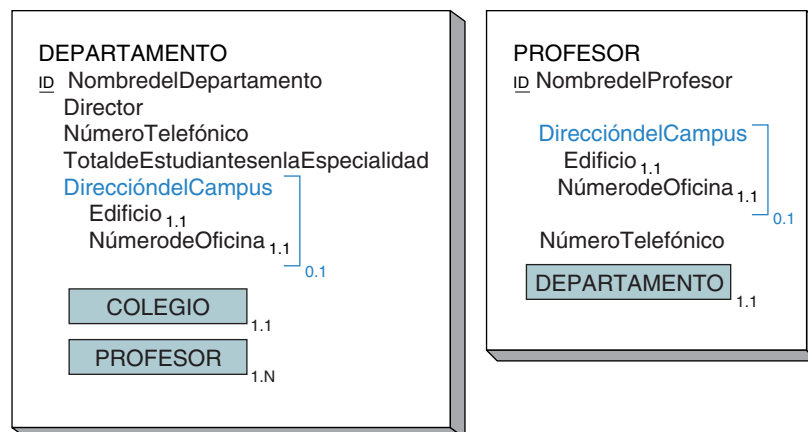 DEPARTAMENTO
ID NombredelDepartamento
Director
NúmeroTelefónico
TotaldeEstudiantesenlaEspecialidad
DireccióndelCampus
Edificio 1.1
NúmerodeOficina 1.1
0.1
COLEGIO
1.1
PROFESOR
1.N
PROFESOR
ID NombredelProfesor
DireccióndelCampus
Edificio 1.1
NúmerodeOficina 1.1
0.1
NúmeroTelefónico
DEPARTAMENTO
1.1